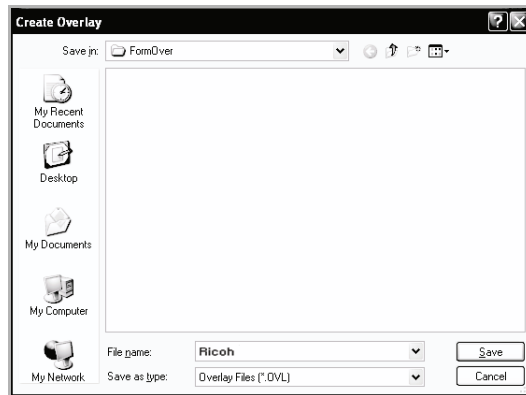 Create Overlay
Save in: FormOver
My Recent
Documents
Desktop
My Documents
My Computer
My Network
File name: Ricoh Save
Save as type: Overlay Files (*.OVL) Cancel